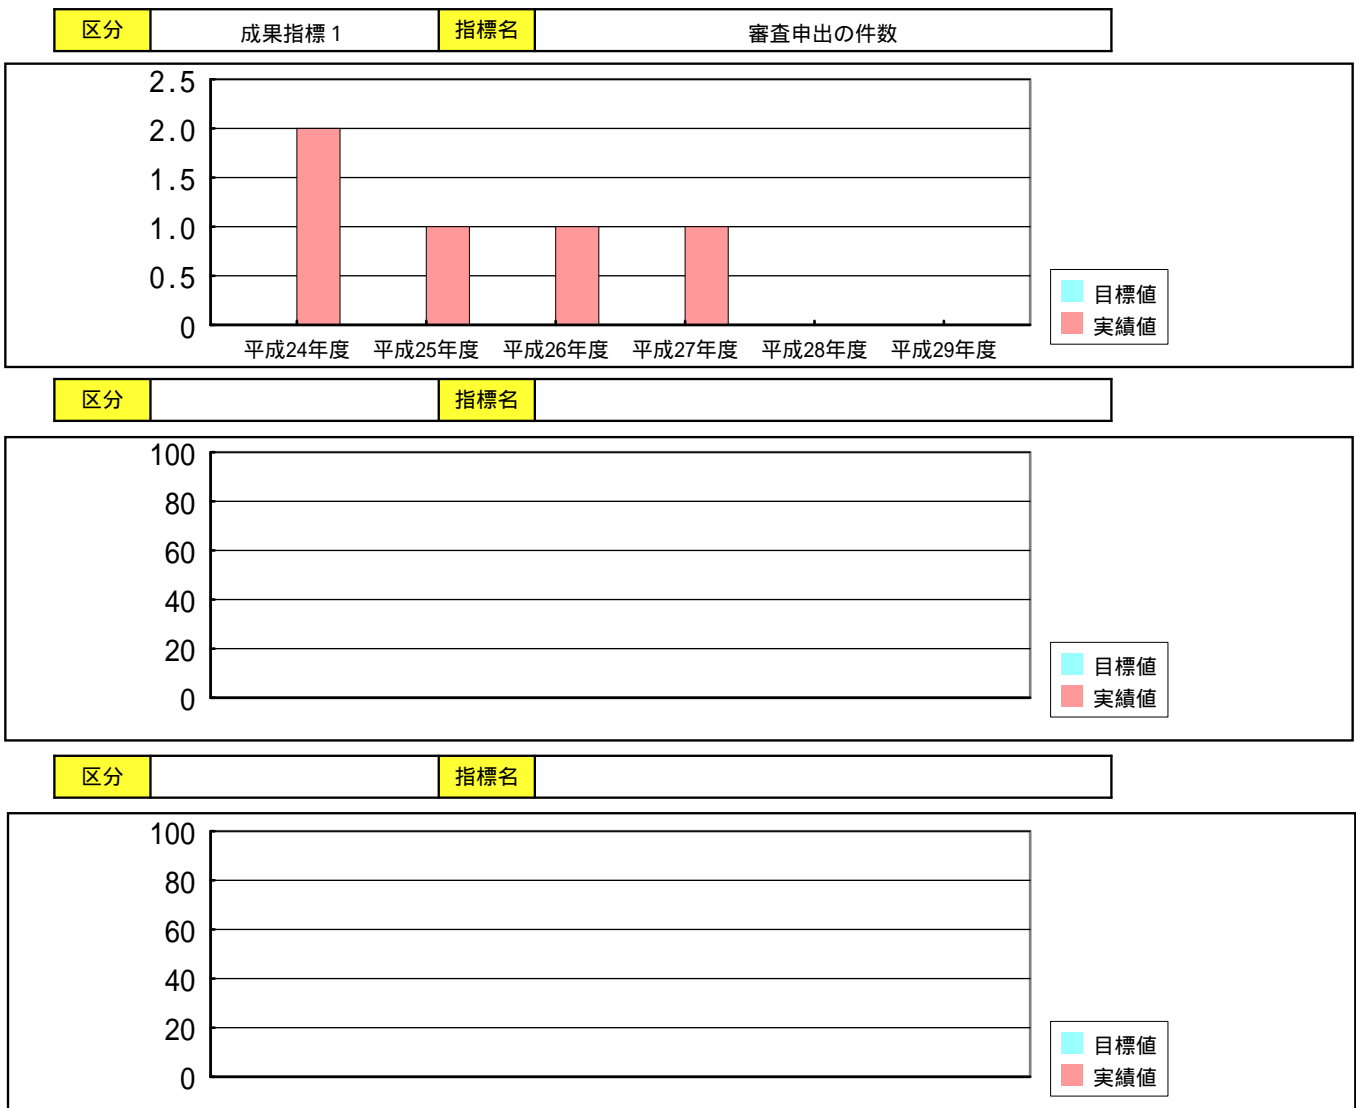 区分 成果指標1 指標名 審査申出の件数
2.5
2.0
1.5
1.0
0.5
0
平成24年度 平成25年度 平成26年度 平成27年度 平成28年度 平成29年度
目標値
実績値
区分 指標名
100
80
60
40
20
0
目標値
実績値
区分 指標名
100
80
60
40
20
0
目標値
実績値